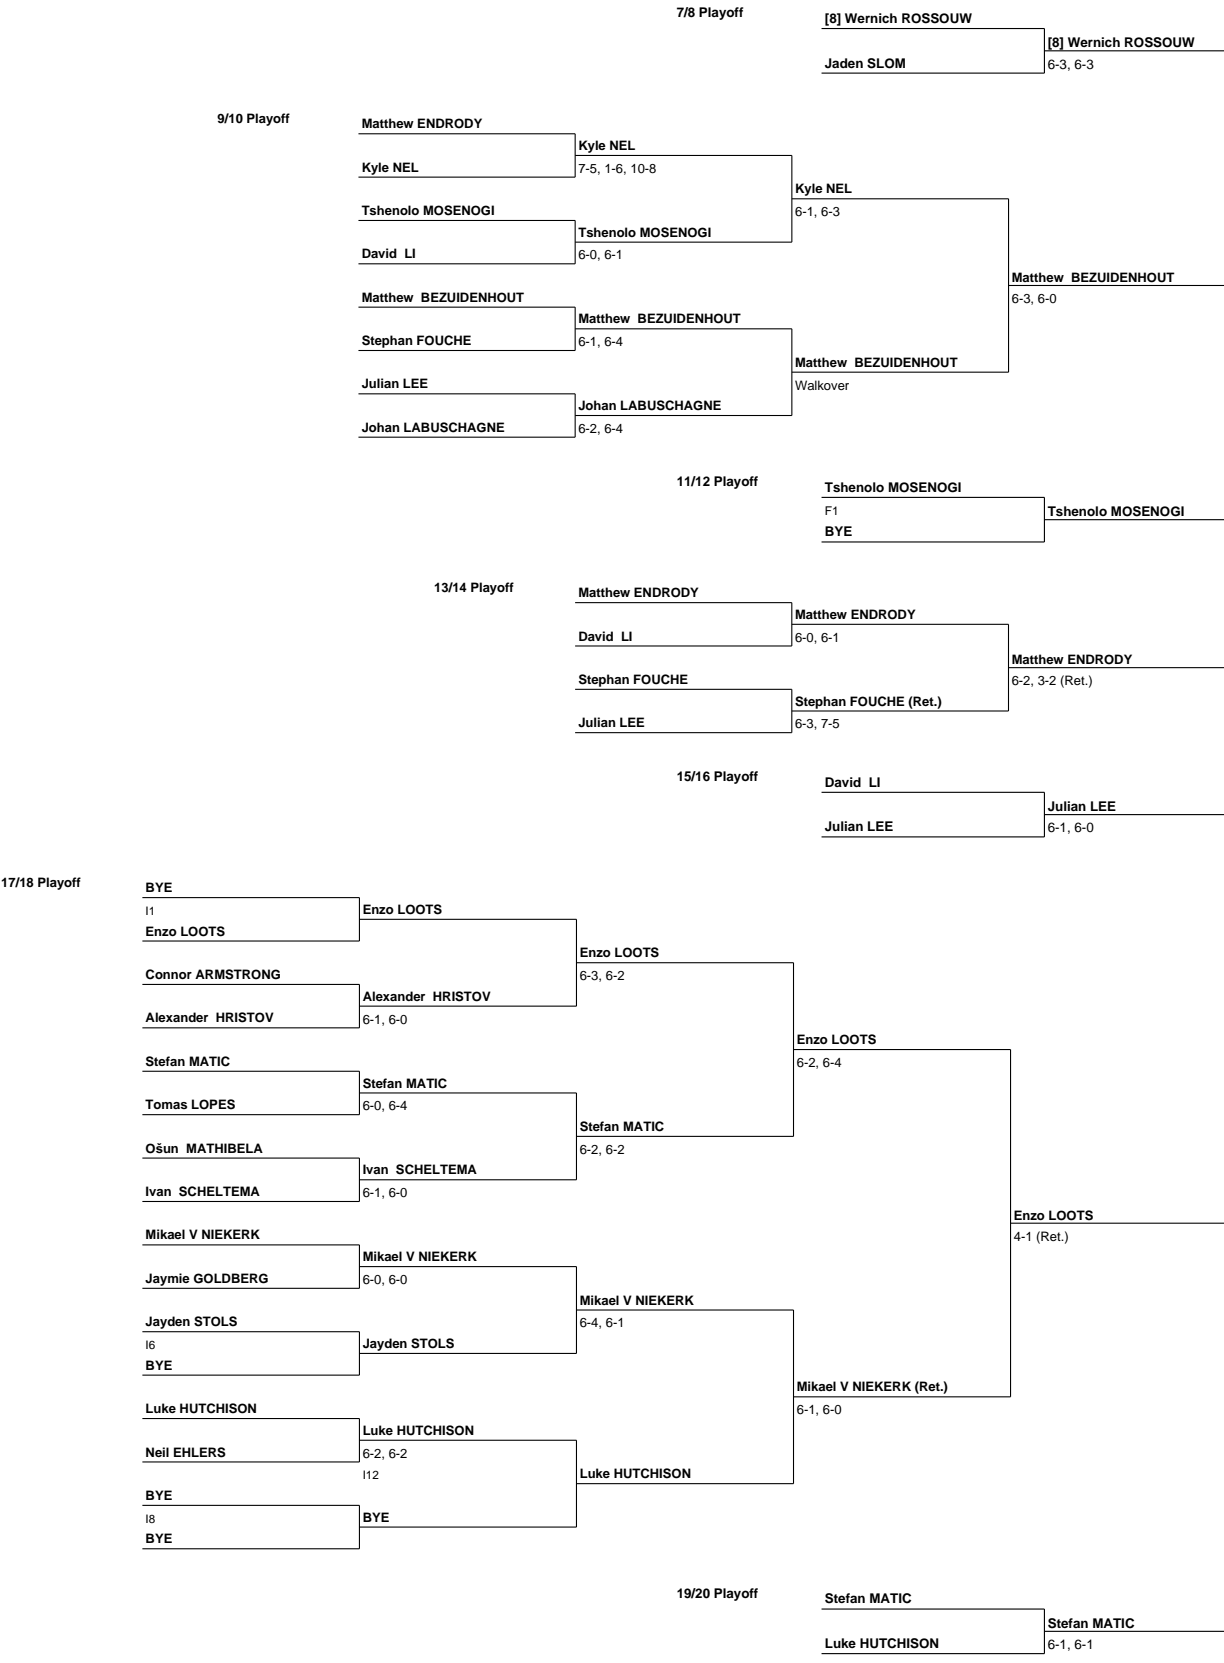 7/8 Playoff
[8] Wernich ROSSOUW
[8] Wernich ROSSOUW
Jaden SLOM
6-3, 6-3
9/10 Playoff
Matthew ENDRODY
Kyle NEL
Kyle NEL
7-5, 1-6, 10-8
Kyle NEL
6-1, 6-3
Tshenolo MOSENOGI
Tshenolo MOSENOGI
David LI
6-0, 6-1
Matthew BEZUIDENHOUT
6-3, 6-0
Matthew BEZUIDENHOUT
Matthew BEZUIDENHOUT
Stephan FOUCHE
6-1, 6-4
Matthew BEZUIDENHOUT
Walkover
Julian LEE
Johan LABUSCHAGNE
Johan LABUSCHAGNE
6-2, 6-4
11/12 Playoff
Tshenolo MOSENOGI
F1
Tshenolo MOSENOGI
BYE
13/14 Playoff
Matthew ENDRODY
Matthew ENDRODY
David LI
6-0, 6-1
Matthew ENDRODY
6-2, 3-2 (Ret.)
Stephan FOUCHE
Stephan FOUCHE (Ret.)
Julian LEE
6-3, 7-5
15/16 Playoff
David LI
Julian LEE
Julian LEE
6-1, 6-0
17/18 Playoff
BYE
I1
Enzo LOOTS
Enzo LOOTS
Enzo LOOTS
6-3, 6-2
Connor ARMSTRONG
Alexander HRISTOV
Alexander HRISTOV
6-1, 6-0
Enzo LOOTS
6-2, 6-4
Stefan MATIC
Stefan MATIC
Tomas LOPES
6-0, 6-4
Stefan MATIC
6-2, 6-2
Ošun MATHIBELA
Ivan SCHELTEMA
Ivan SCHELTEMA
6-1, 6-0
Enzo LOOTS
4-1 (Ret.)
Mikael V NIEKERK
Mikael V NIEKERK
Jaymie GOLDBERG
6-0, 6-0
Mikael V NIEKERK
6-4, 6-1
Jayden STOLS
I6
Jayden STOLS
BYE
Mikael V NIEKERK (Ret.)
6-1, 6-0
Luke HUTCHISON
Luke HUTCHISON
Neil EHLERS
6-2, 6-2
I12
Luke HUTCHISON
BYE
I8
BYE
BYE
19/20 Playoff
Stefan MATIC
Stefan MATIC
Luke HUTCHISON
6-1, 6-1